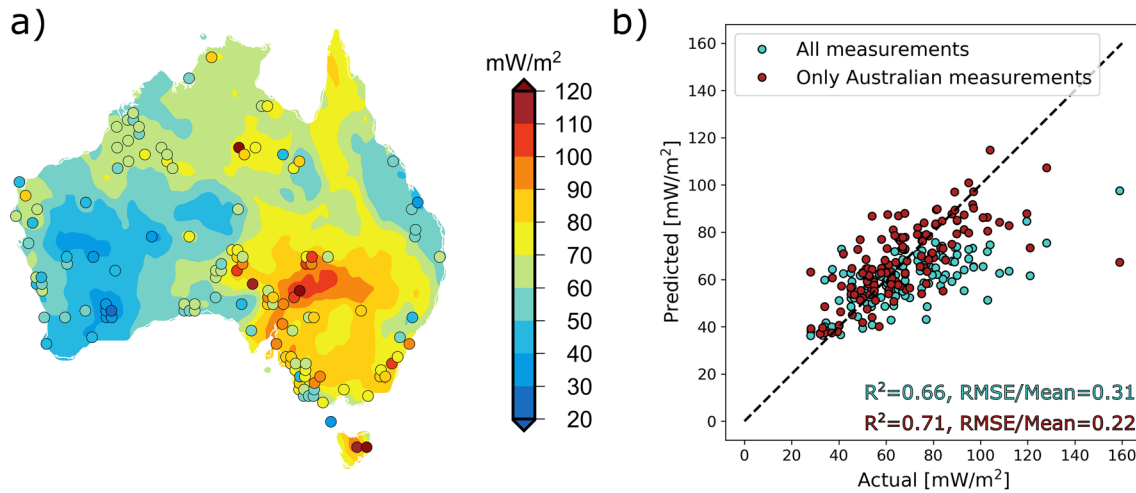 a)
mW/m²
120
110
100
90
80
70
60
50
40
30
20
b)
160
140
120
100
80
60
40
20
0
Predicted [mW/m²]
All measurements
Only Australian measurements
R²=0.66, RMSE/Mean=0.31
R²=0.71, RMSE/Mean=0.22
0 20 40 60 80 100 120 140 160
Actual [mW/m²]